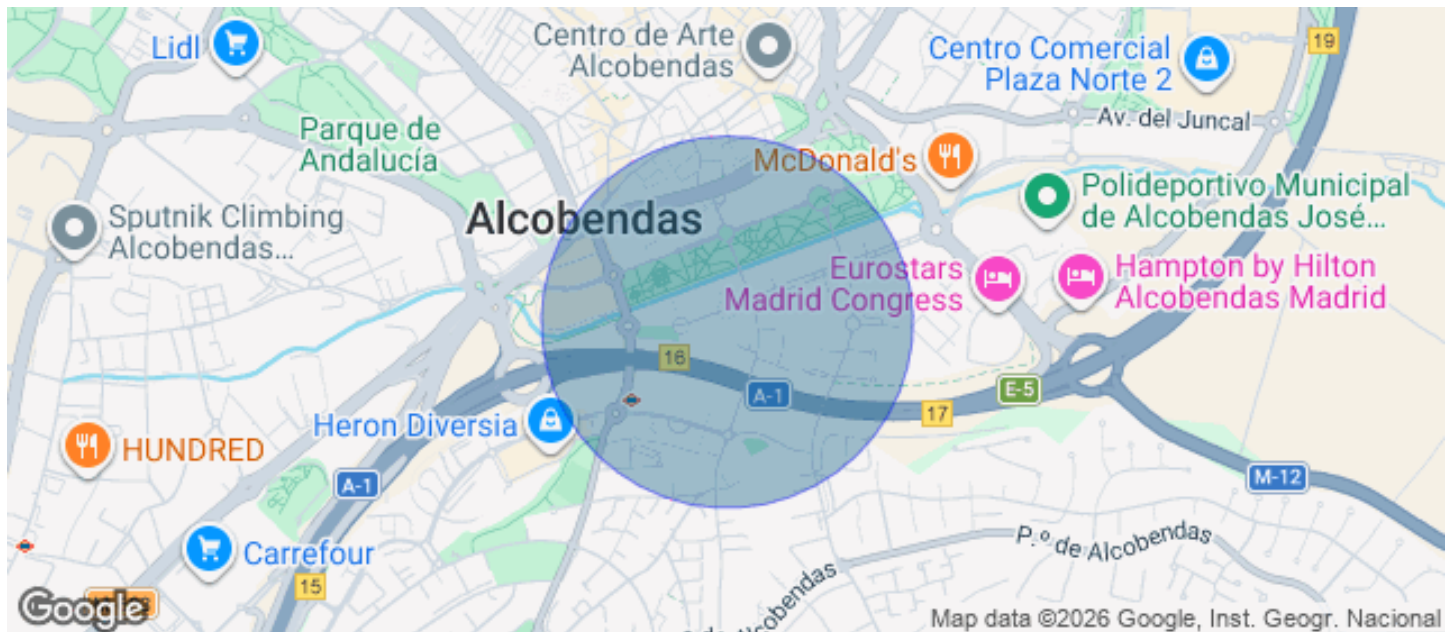 Lidl
Centro de Arte
Alcobendas
Centro Comercial
Plaza Norte 2
19
Parque de
Andalucía
Av. del Juncal
McDonald's
Sputnik Climbing
Alcobendas...
Alcobendas
Polideportivo Municipal
de Alcobendas José...
Eurostars
Madrid Congress
Hampton by Hilton
Alcobendas Madrid
16
A-1
E-5
17
Heron Diversia
HUNDRED
A-1
M-12
Carrefour
15
P.º de Alcobendas
Google
Map data ©2026 Google, Inst. Geogr. Nacional